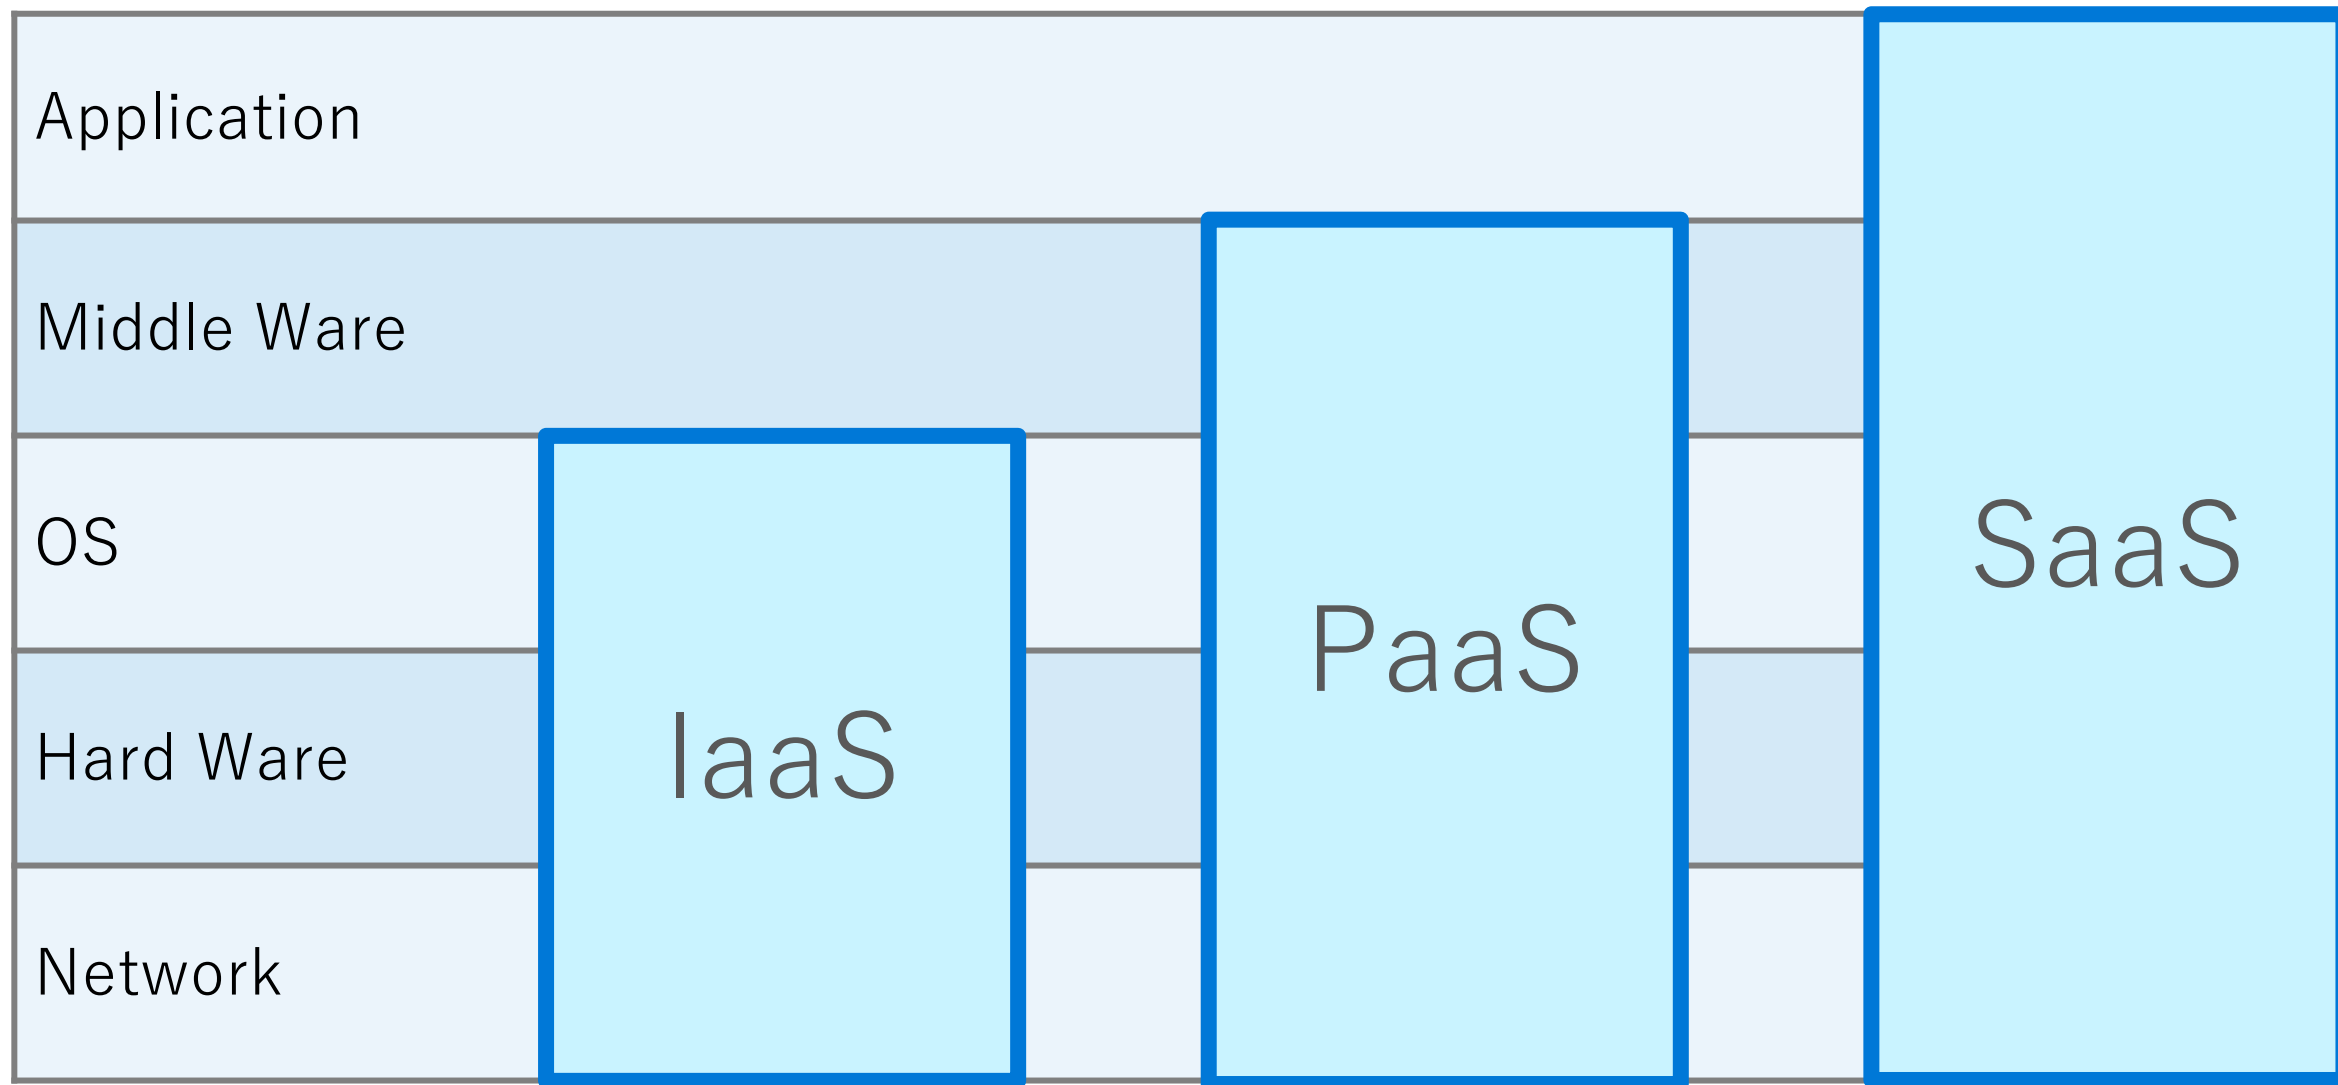 Application
Middle Ware
OS
Hard Ware
Network
IaaS
PaaS
SaaS